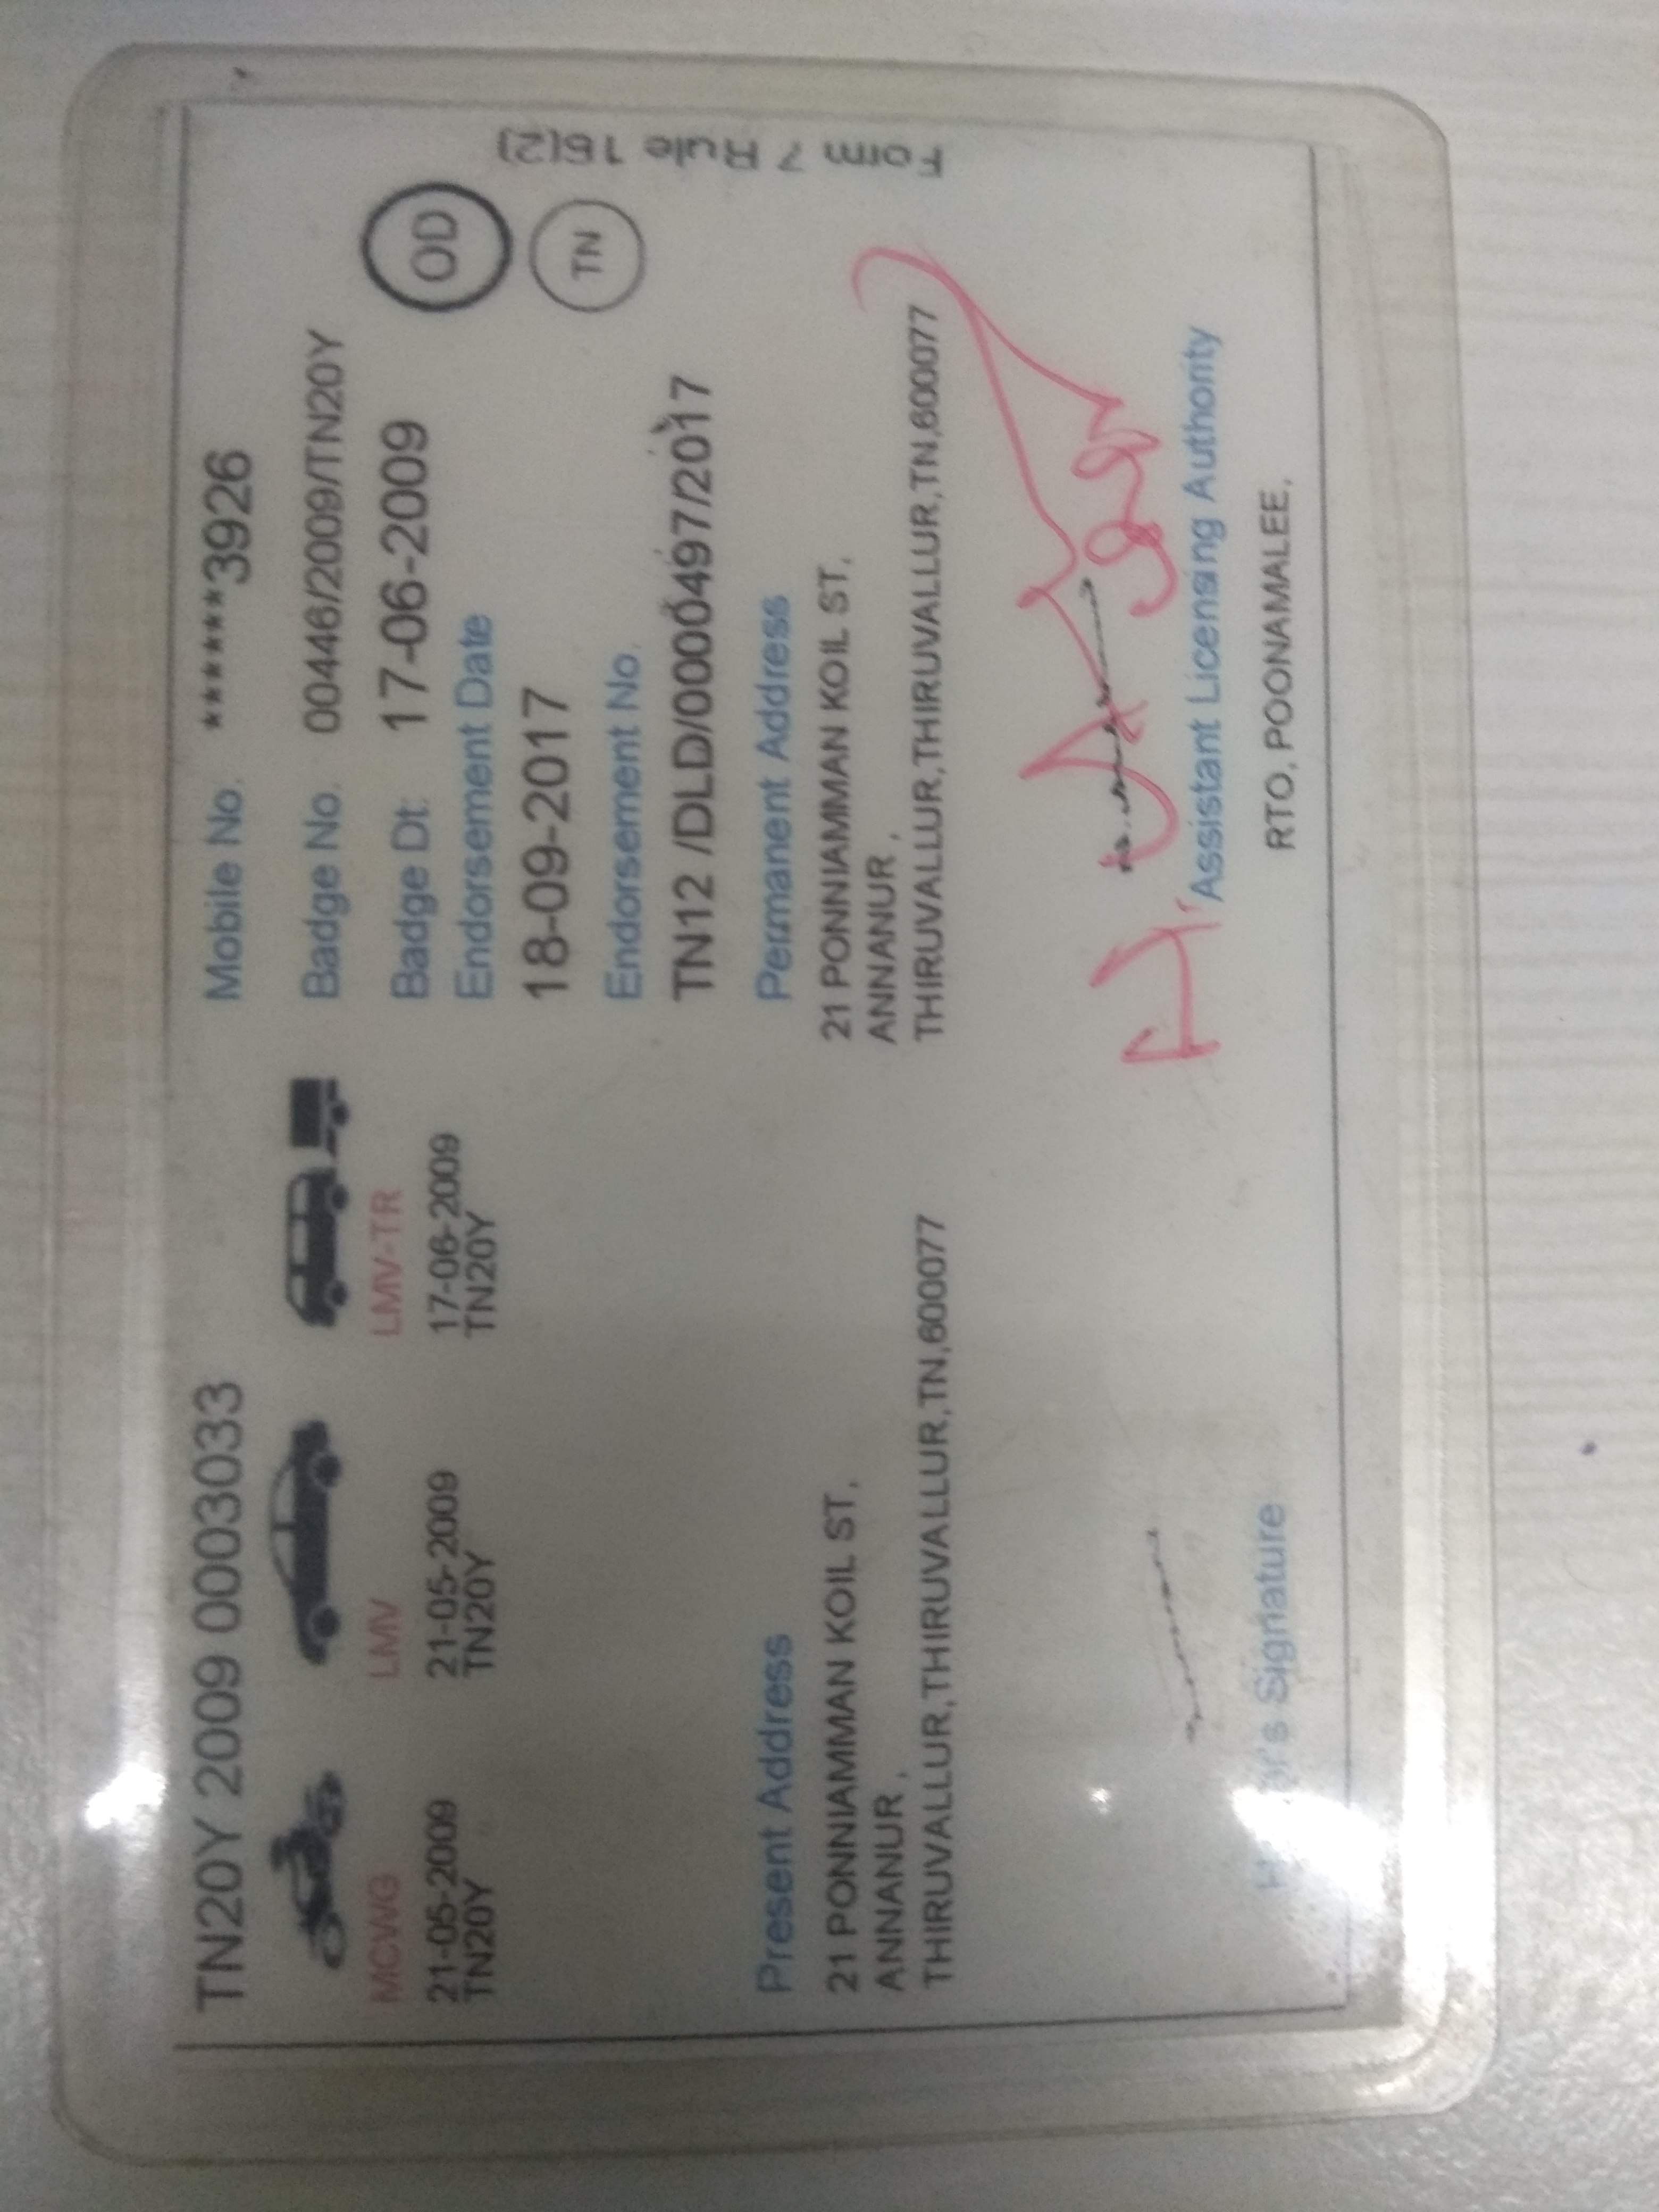 TN20Y 2009 0003033
MCWG
21-05-2009
TN20Y
LMV
21-05-2009
TN20Y
LMV-TR
17-06-2009
TN20Y
Mobile No. ******3926
Badge No. 00446/2009/TN20Y
Badge Dt. 17-06-2009
Endorsement Date
18-09-2017
Endorsement No.
TN12 /DLD/0000497/2017
OD
TN
Form 7 Rule 16(2)
Present Address
21 PONNIAMMAN KOIL ST,
ANNANUR ,
THIRUVALLUR,THIRUVALLUR,TN,600077
Permanent Address
21 PONNIAMMAN KOIL ST,
ANNANUR ,
THIRUVALLUR,THIRUVALLUR,TN,600077
Holder's Signature
Assistant Licensing Authority
RTO, POONAMALEE,